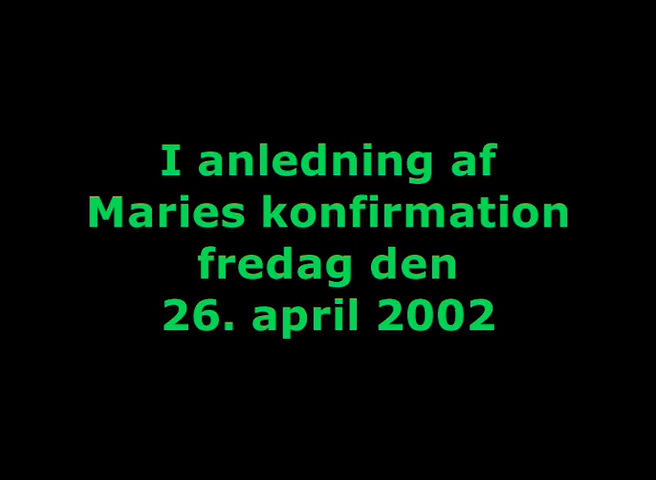 I anledning af
Maries konfirmation
fredag den
26. april 2002